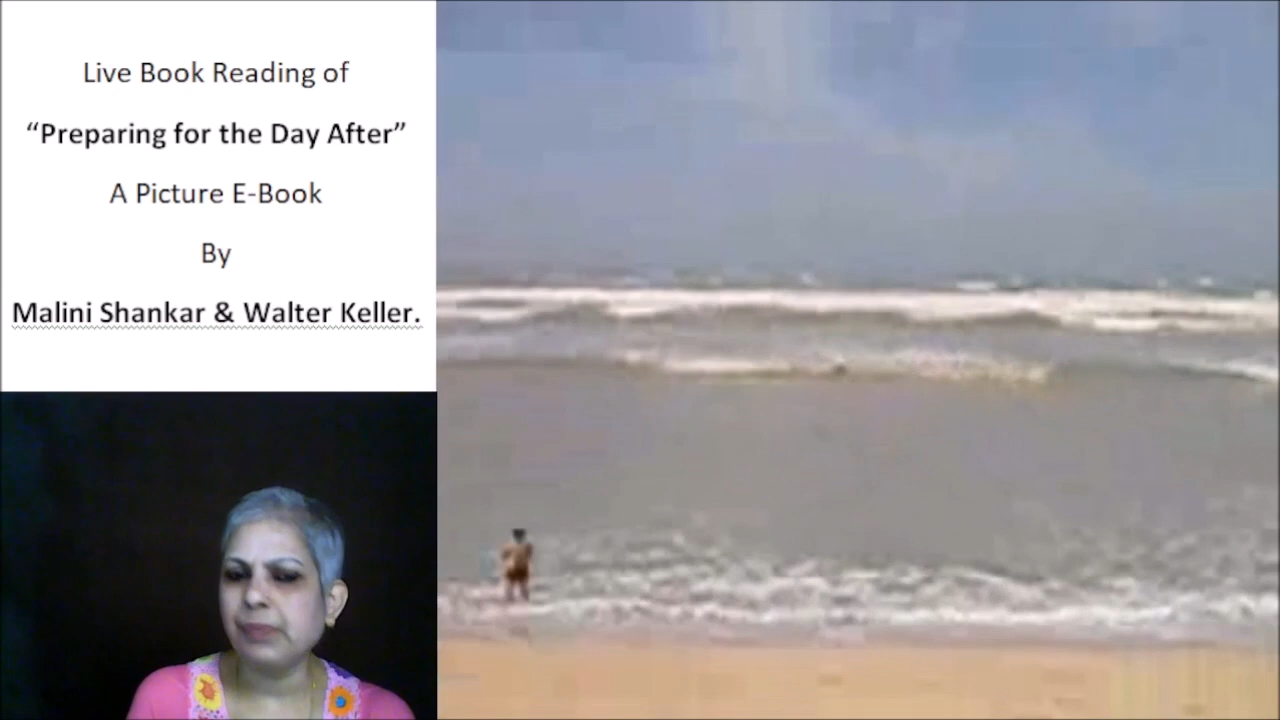 Live Book Reading of
“Preparing for the Day After”
A Picture E-Book
By
Malini Shankar & Walter Keller.